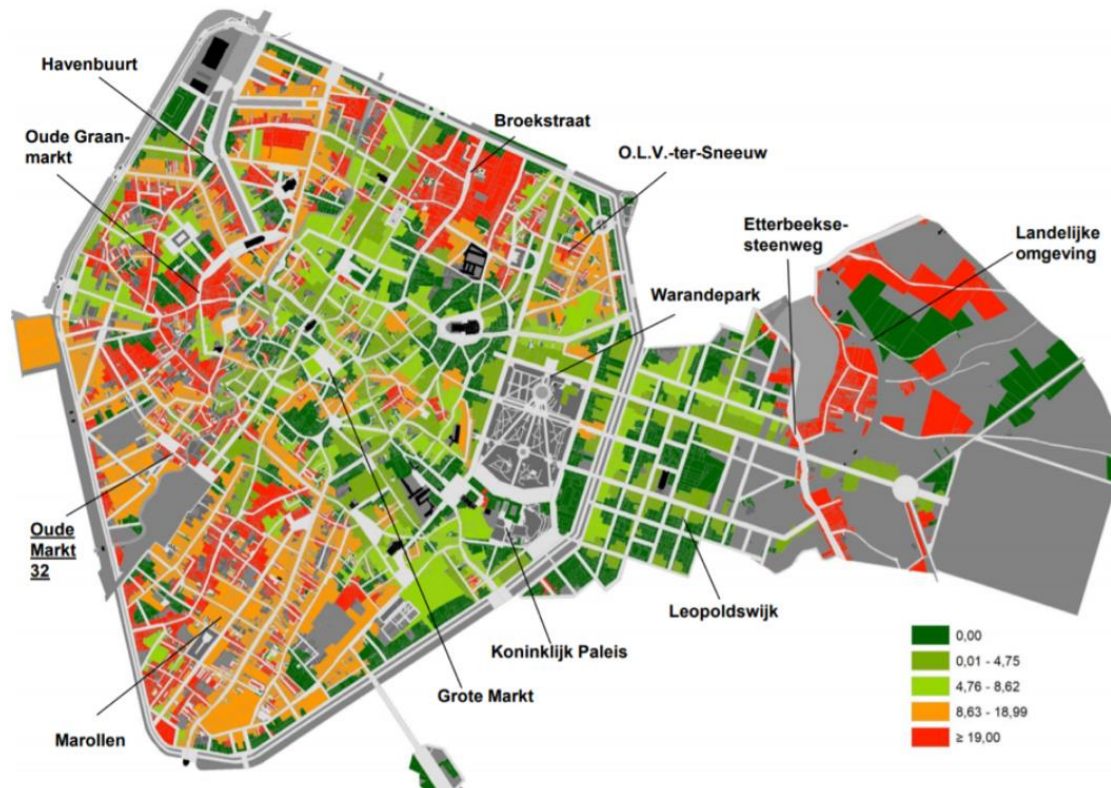 Havenbuurt
Oude Graan-
markt
Broekstraat
O.L.V.-ter-Sneeuw
Etterbeekse-
steenweg
Landelijke
omgeving
Warandepark
Oude
Markt
32
Leopoldswijk
Koninklijk Paleis
Grote Markt
Marollen
0,00
0,01 - 4,75
4,76 - 8,62
8,63 - 18,99
≥ 19,00